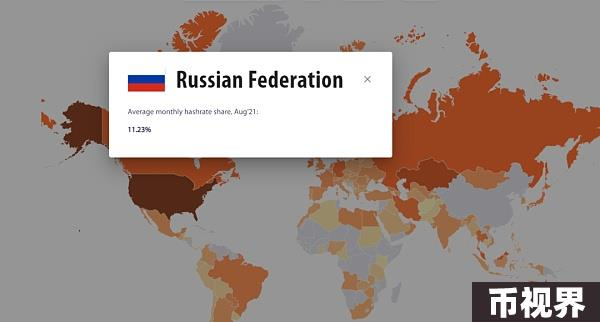 Russian Federation
Average monthly hashrate share, Aug'21:
11.23%
币视界